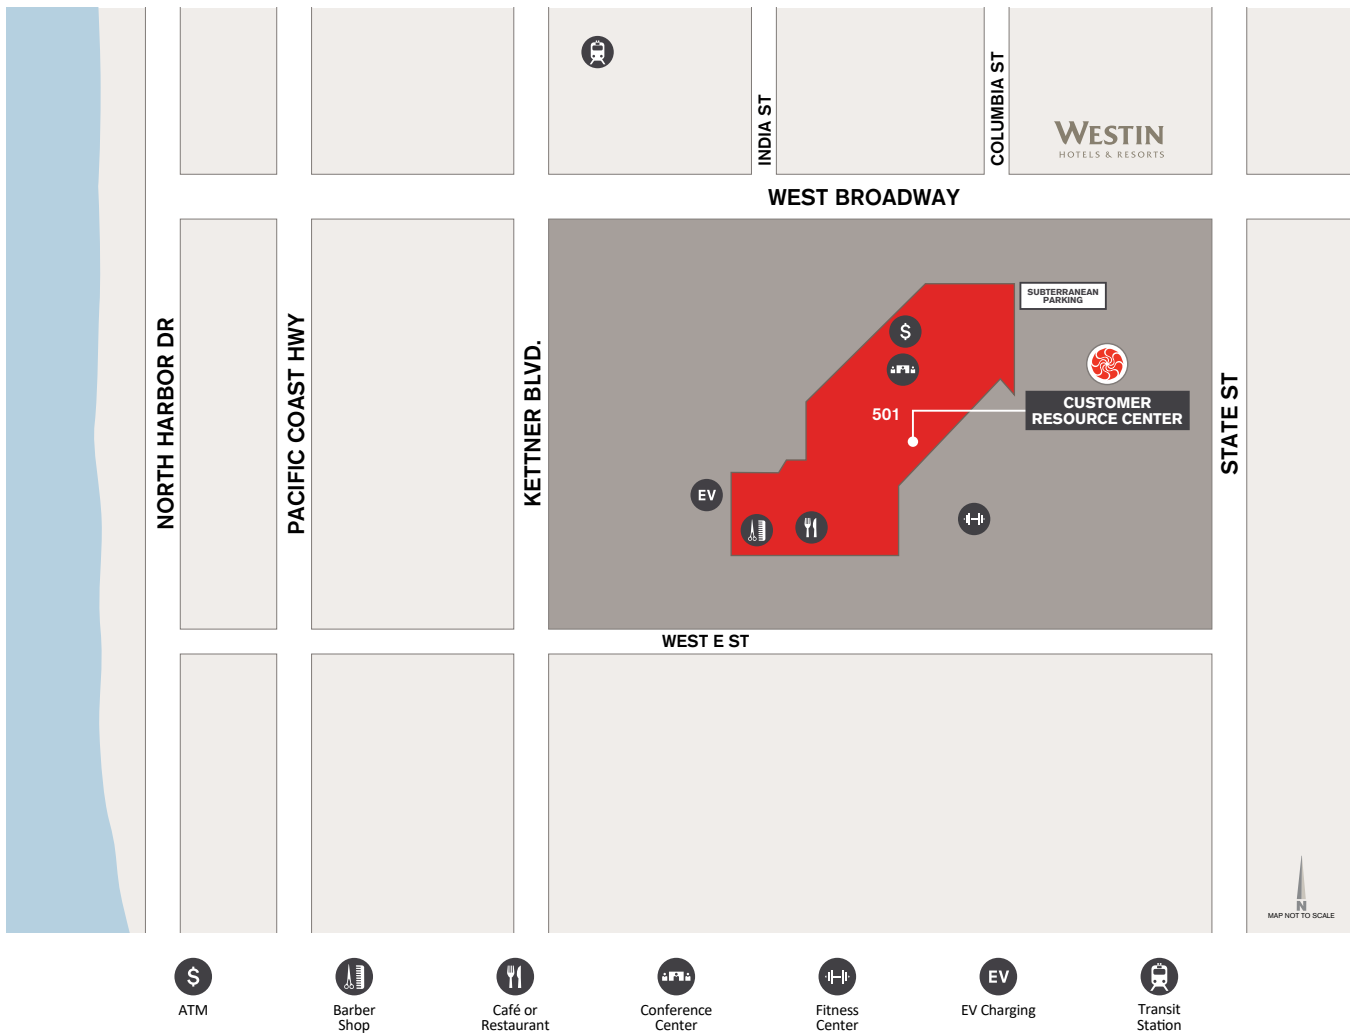 INDIA ST
COLUMBIA ST
WESTIN
HOTELS & RESORTS
WEST BROADWAY
NORTH HARBOR DR
PACIFIC COAST HWY
KETTNER BLVD.
STATE ST
SUBTERRANEAN
PARKING
$
501
CUSTOMER
RESOURCE CENTER
EV
WEST E ST
N
MAP NOT TO SCALE
$
EV
ATM
Barber
Shop
Café or
Restaurant
Conference
Center
Fitness
Center
EV Charging
Transit
Station